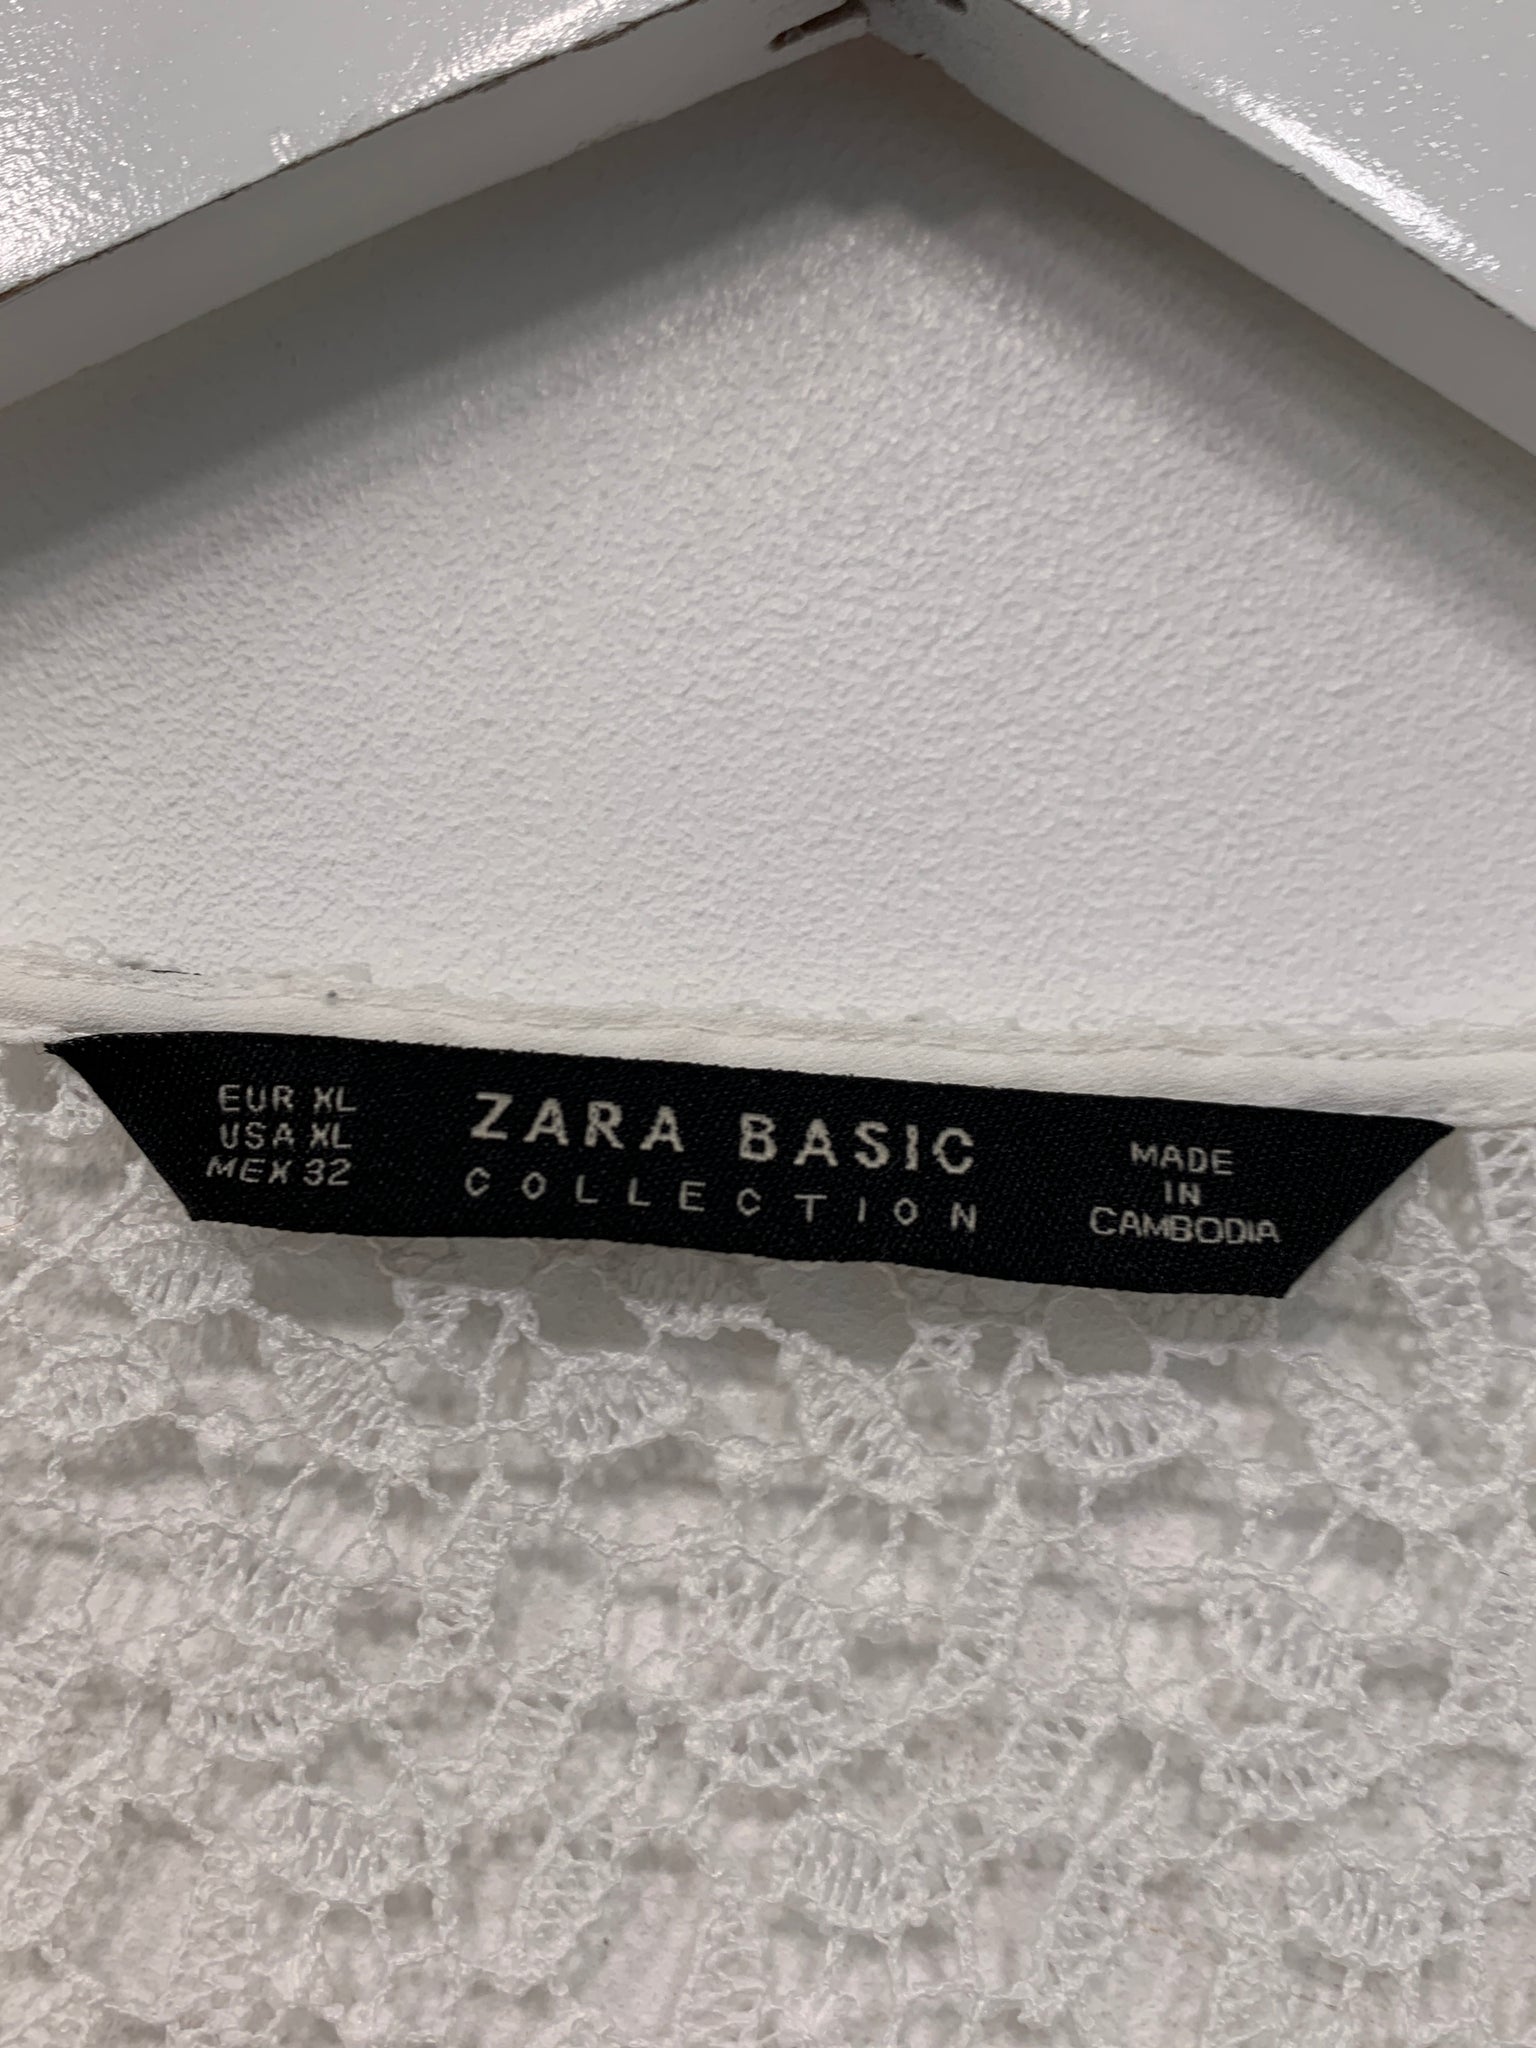 EUR XL
USA XL
MEX 32
ZARA BASIC
COLLECTION
MADE
IN
CAMBODIA